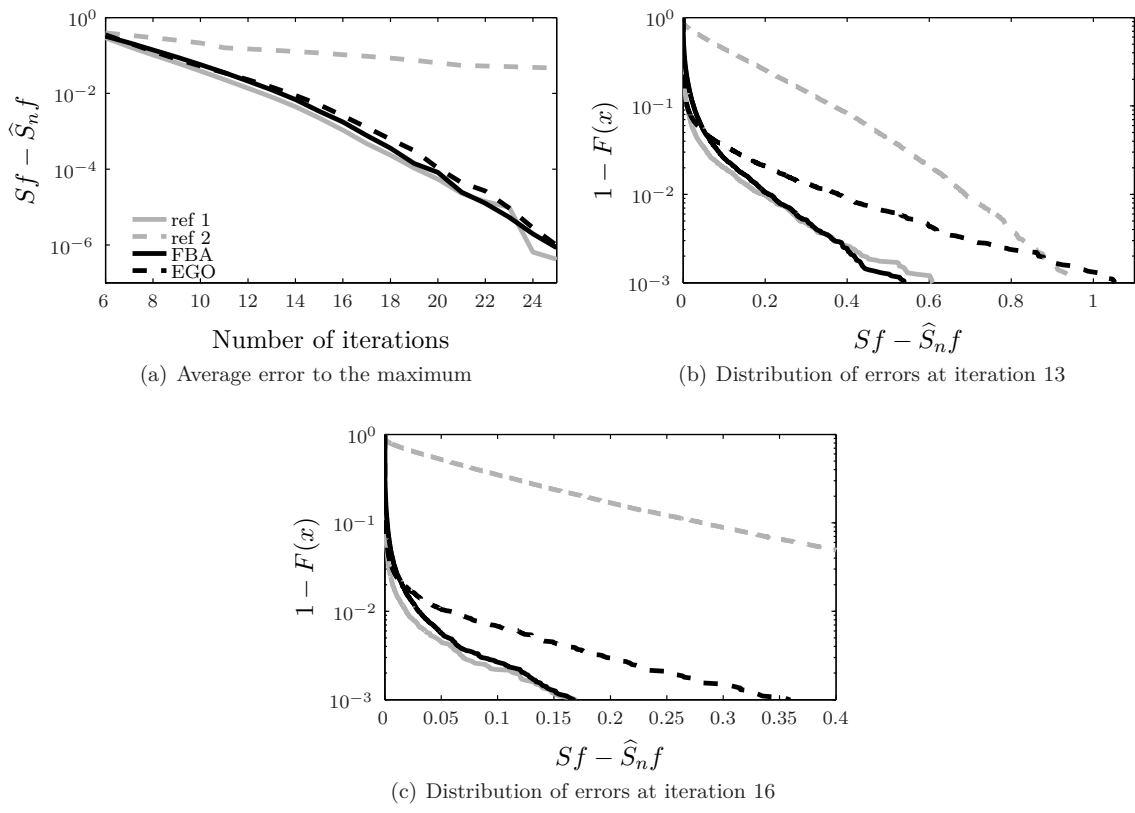 10^0
10^{-2}
10^{-4}
10^{-6}
Sf − Ŝ_n f
ref 1
ref 2
FBA
EGO
6 8 10 12 14 16 18 20 22 24
Number of iterations
(a) Average error to the maximum
10^0
10^{-1}
10^{-2}
10^{-3}
1 − F(x)
0 0.2 0.4 0.6 0.8 1
Sf − Ŝ_n f
(b) Distribution of errors at iteration 13
10^0
10^{-1}
10^{-2}
10^{-3}
1 − F(x)
0 0.05 0.1 0.15 0.2 0.25 0.3 0.35 0.4
Sf − Ŝ_n f
(c) Distribution of errors at iteration 16